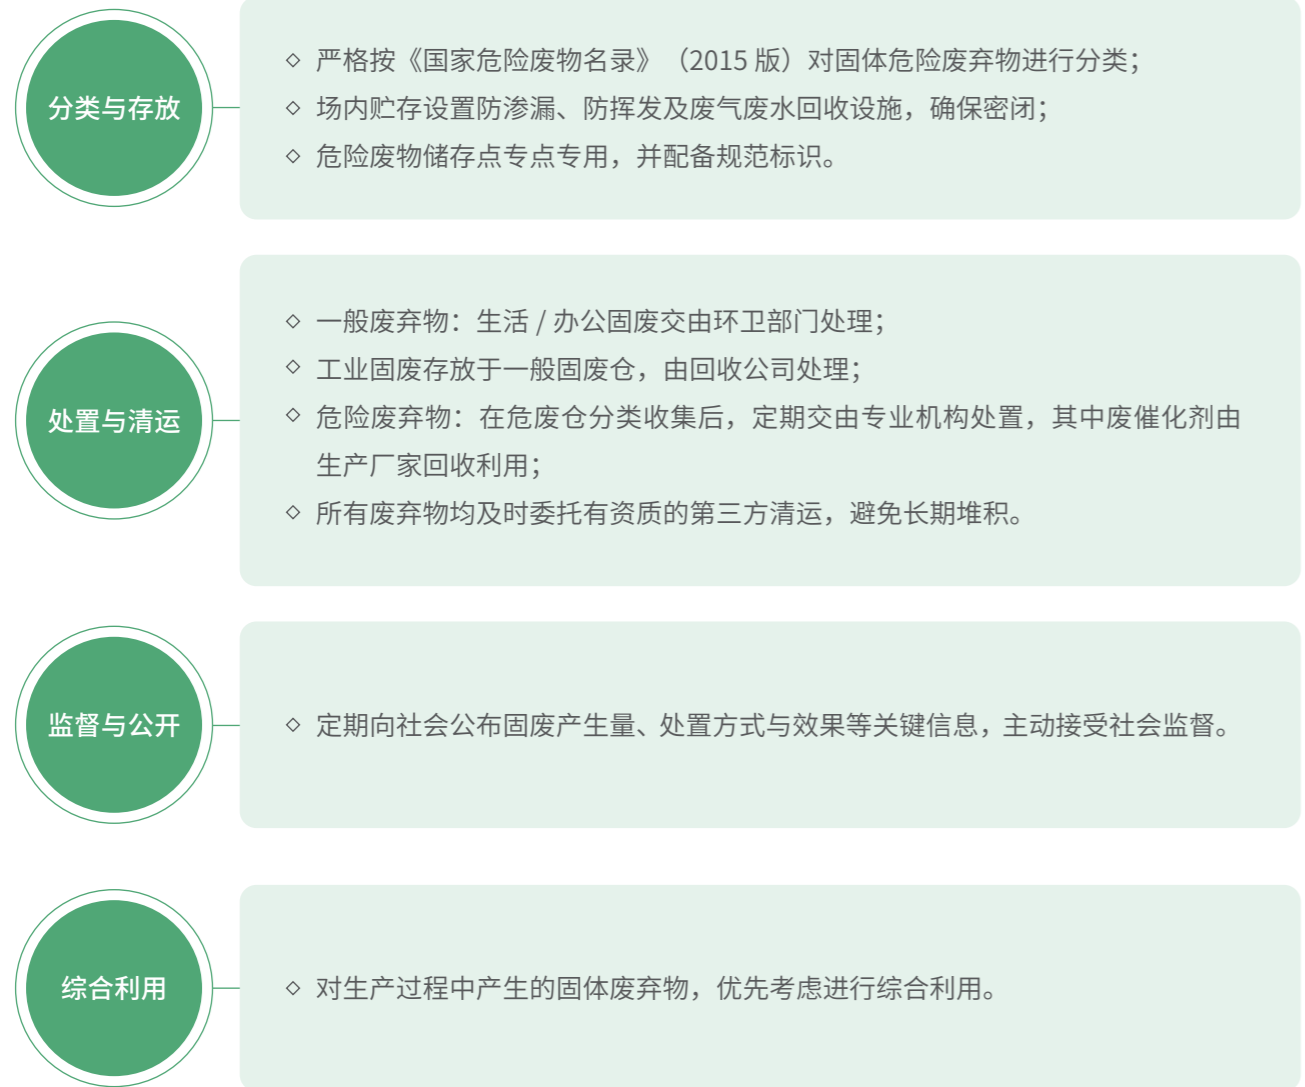 分类与存放
严格按《国家危险废物名录》（2015 版）对固体危险废弃物进行分类；
场内贮存设置防渗漏、防挥发及废气废水回收设施，确保密闭；
危险废物储存点专点专用，并配备规范标识。
处置与清运
一般废弃物：生活 / 办公固废交由环卫部门处理；
工业固废存放于一般固废仓，由回收公司处理；
危险废弃物：在危废仓分类收集后，定期交由专业机构处置，其中废催化剂由
生产厂家回收利用；
所有废弃物均及时委托有资质的第三方清运，避免长期堆积。
监督与公开
定期向社会公布固废产生量、处置方式与效果等关键信息，主动接受社会监督。
综合利用
对生产过程中产生的固体废弃物，优先考虑进行综合利用。